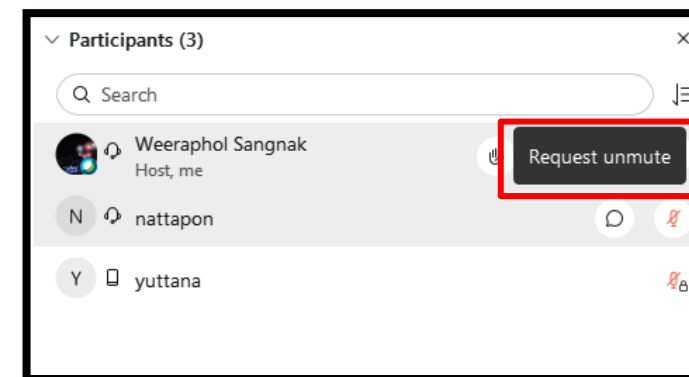 Participants (3)
Search
Weeraphol Sangnak
Host, me
Request unmute
N nattapon
Y yuttana